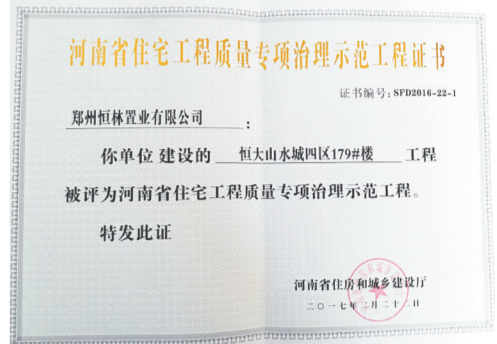 河南省住宅工程质量专项治理示范工程证书
证书编号：SFD2016-22-1
郑州恒林置业有限公司：
你单位 建设的 恒大山水城四区179#楼 工程
被评为河南省住宅工程质量专项治理示范工程。
特发此证
河南省住房和城乡建设厅
二〇一七年二月二十二日